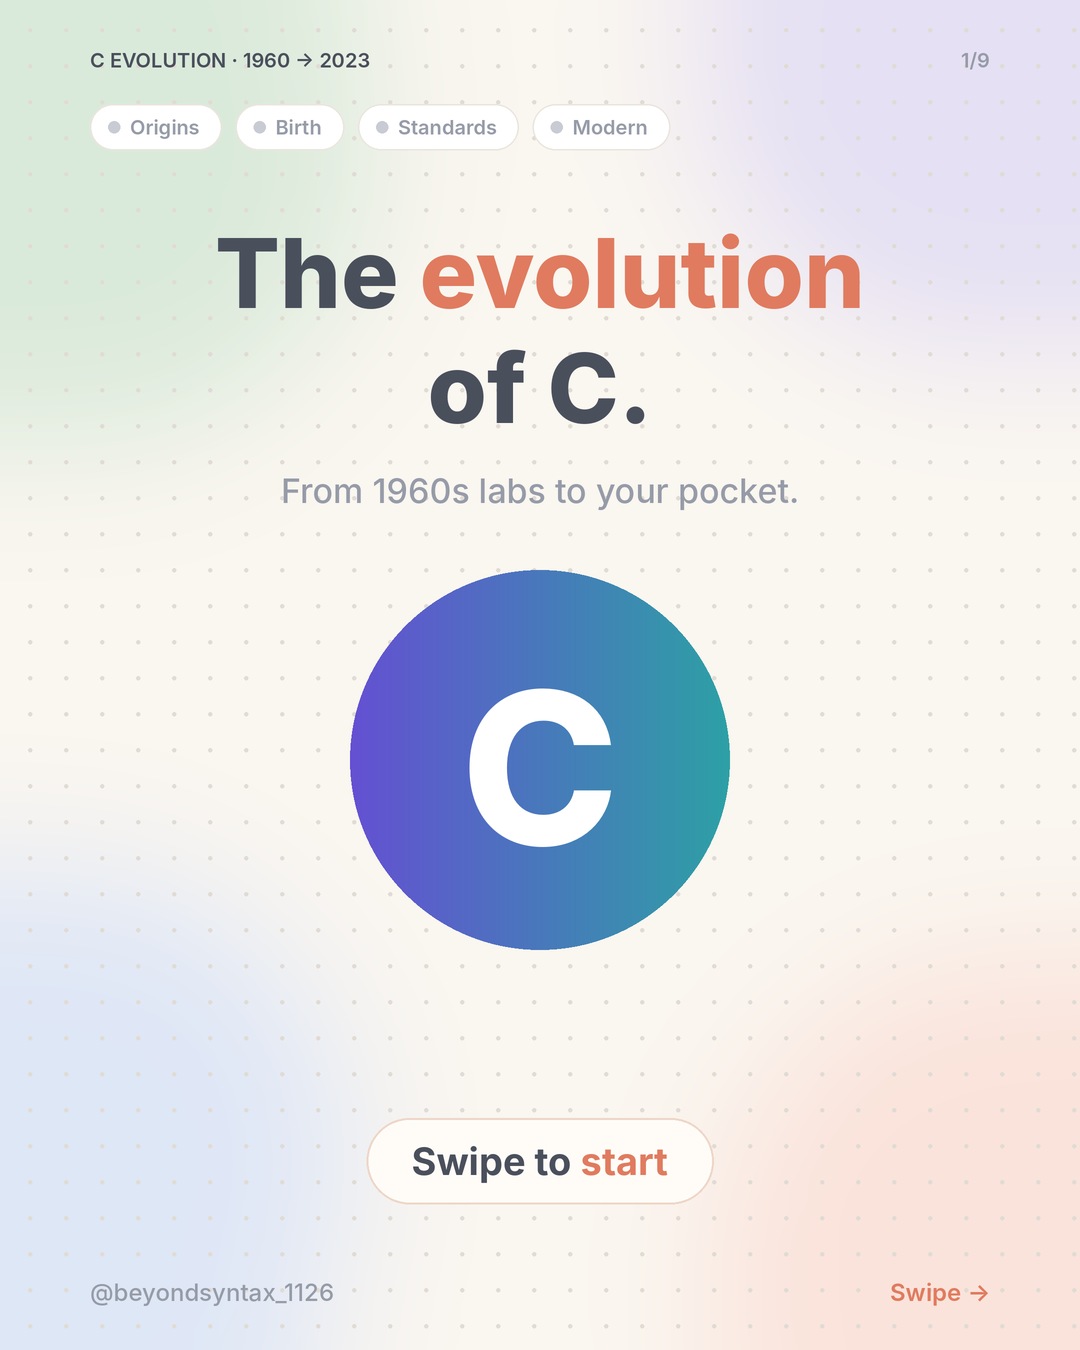 C EVOLUTION · 1960 → 2023
1/9
Origins
Birth
Standards
Modern
The evolution
of C.
From 1960s labs to your pocket.
C
Swipe to start
@beyondsyntax_1126
Swipe →